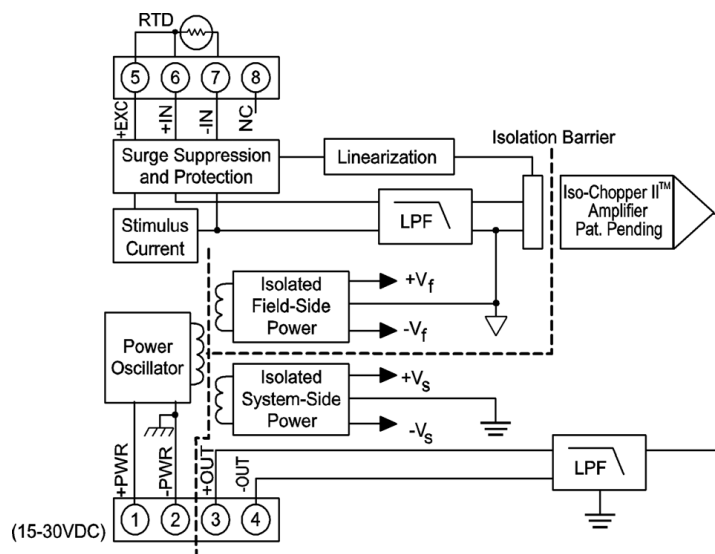 RTD
5 6 7 8
+EXC
+IN
-IN
NC
Surge Suppression
and Protection
Linearization
Isolation Barrier
Iso-Chopper II™
Amplifier
Pat. Pending
LPF
Stimulus
Current
Isolated
Field-Side
Power
+Vf
-Vf
Power
Oscillator
Isolated
System-Side
Power
+Vs
-Vs
+PWR
-PWR
+OUT
-OUT
LPF
(15-30VDC)
1 2 3 4